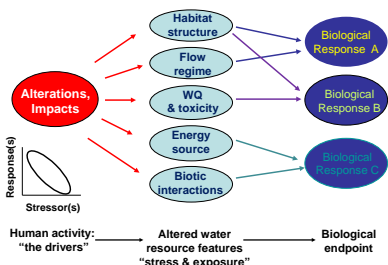 Habitat
structure
Flow
regime
WQ
& toxicity
Energy
source
Biotic
interactions
Alterations,
Impacts
Biological
Response A
Biological
Response B
Biological
Response C
Response(s)
Stressor(s)
Human activity:
"the drivers"
Altered water
resource features
"stress & exposure"
Biological
endpoint